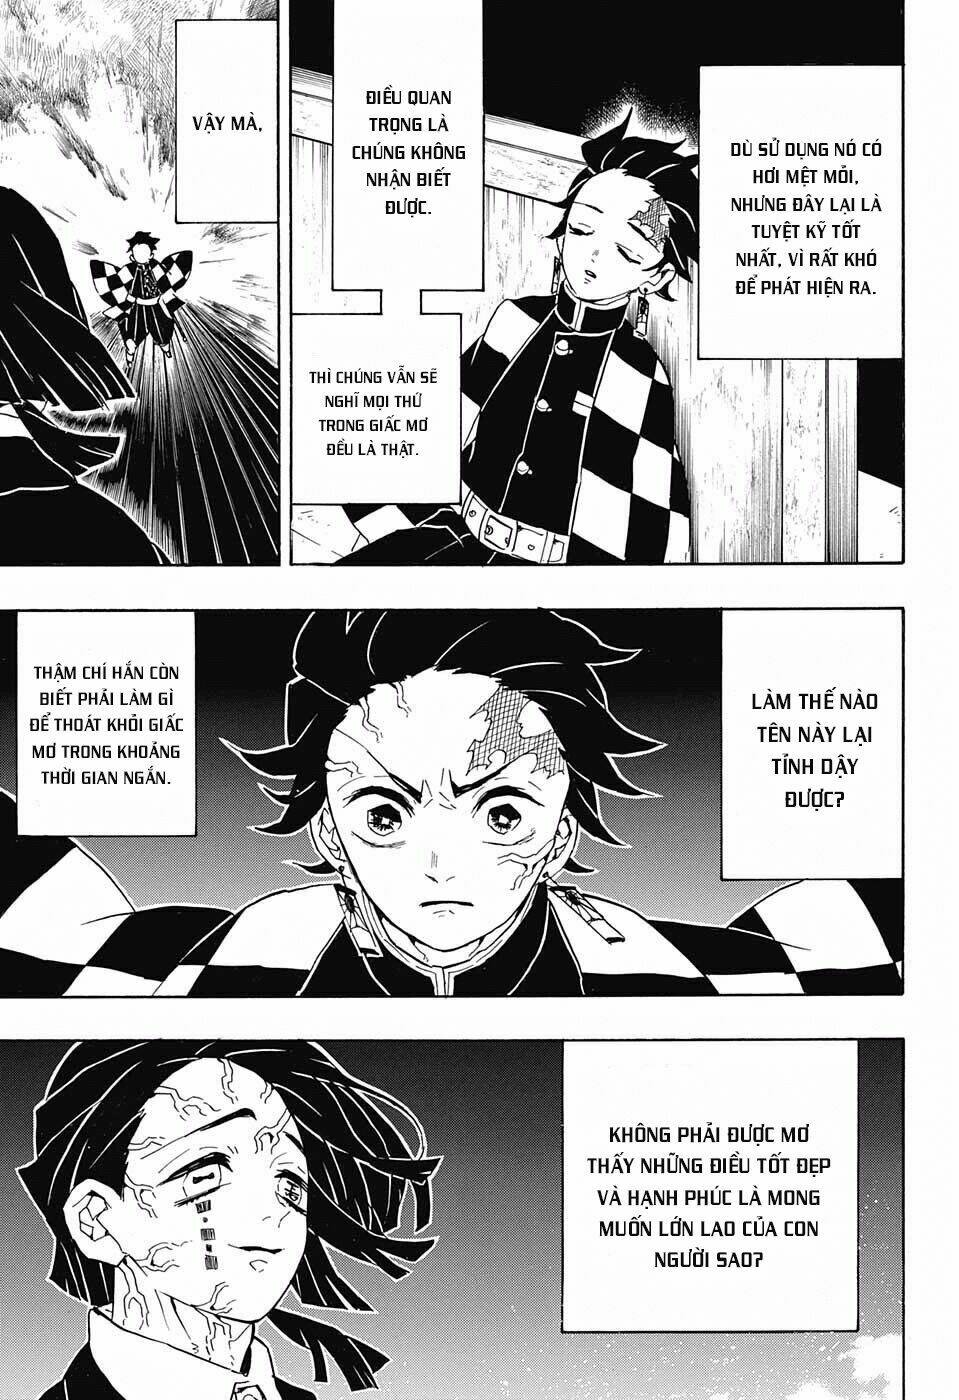 DÙ SỬ DỤNG NÓ CÓ
HƠI MỆT MỎI,
NHƯNG ĐÂY LẠI LÀ
TUYỆT KỸ TỐT
NHẤT, VÌ RẤT KHÓ
ĐỂ PHÁT HIỆN RA.
ĐIỀU QUAN
TRỌNG LÀ
CHÚNG KHÔNG
NHẬN BIẾT
ĐƯỢC.
THÌ CHÚNG VẪN SẼ
NGHĨ MỌI THỨ
TRONG GIẤC MƠ
ĐỀU LÀ THẬT.
VẬY MÀ,
LÀM THẾ NÀO
TÊN NÀY LẠI
TỈNH DẬY
ĐƯỢC?
THẬM CHÍ HẮN CÒN
BIẾT PHẢI LÀM GÌ
ĐỂ THOÁT KHỎI GIẤC
MƠ TRONG KHOẢNG
THỜI GIAN NGẮN.
KHÔNG PHẢI ĐƯỢC MƠ
THẤY NHỮNG ĐIỀU TỐT ĐẸP
VÀ HẠNH PHÚC LÀ MONG
MUỐN LỚN LAO CỦA CON
NGƯỜI SAO?